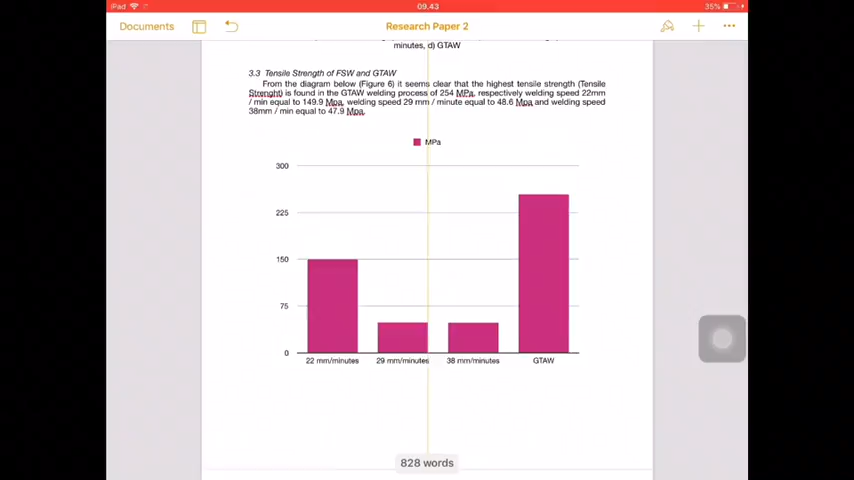 iPad
09.43
35%
Documents
Research Paper 2
minutes, d) GTAW
3.3 Tensile Strength of FSW and GTAW
From the diagram below (Figure 6) it seems clear that the highest tensile strength (Tensile
Strenght) is found in the GTAW welding process of 254 MPa, respectively welding speed 22mm
/ min equal to 149.9 Mpa, welding speed 29 mm / minute equal to 48.6 Mpa and welding speed
38mm / min equal to 47.9 Mpa.
MPa
300
225
150
75
0
22 mm/minutes
29 mm/minutes
38 mm/minutes
GTAW
828 words